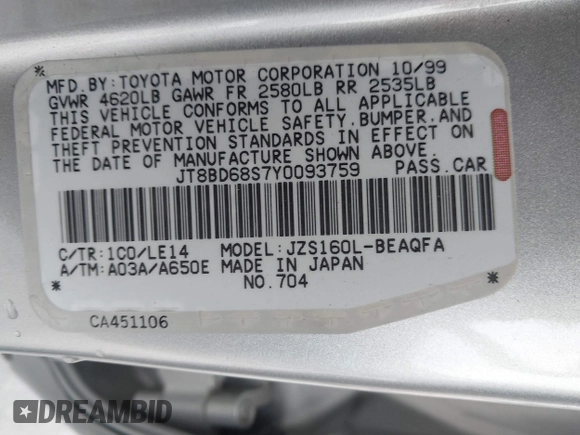 MFD.BY:TOYOTA MOTOR CORPORATION 10/99
GVWR 4620LB GAWR FR 2580LB RR 2535LB
THIS VEHICLE CONFORMS TO ALL APPLICABLE
FEDERAL MOTOR VEHICLE SAFETY.BUMPER.AND
THEFT PREVENTION STANDARDS IN EFFECT ON
THE DATE OF MANUFACTURE SHOWN ABOVE.
JT8BD68S7Y0093759 PASS.CAR
C/TR:1C0/LE14 MODEL:JZS160L-BEAQFA
A/TM:A03A/A650E MADE IN JAPAN
NO.704
CA451106
DREAMBID